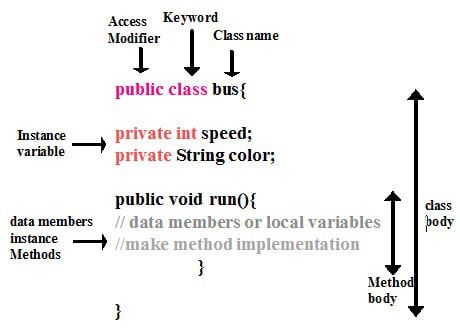 Access
Modifier
Keyword
Class name
public class bus{
Instance
variable
private int speed;
private String color;
public void run(){
data members
instance
Methods
// data members or local variables
//make method implementation
}
Method
body
class
body
}